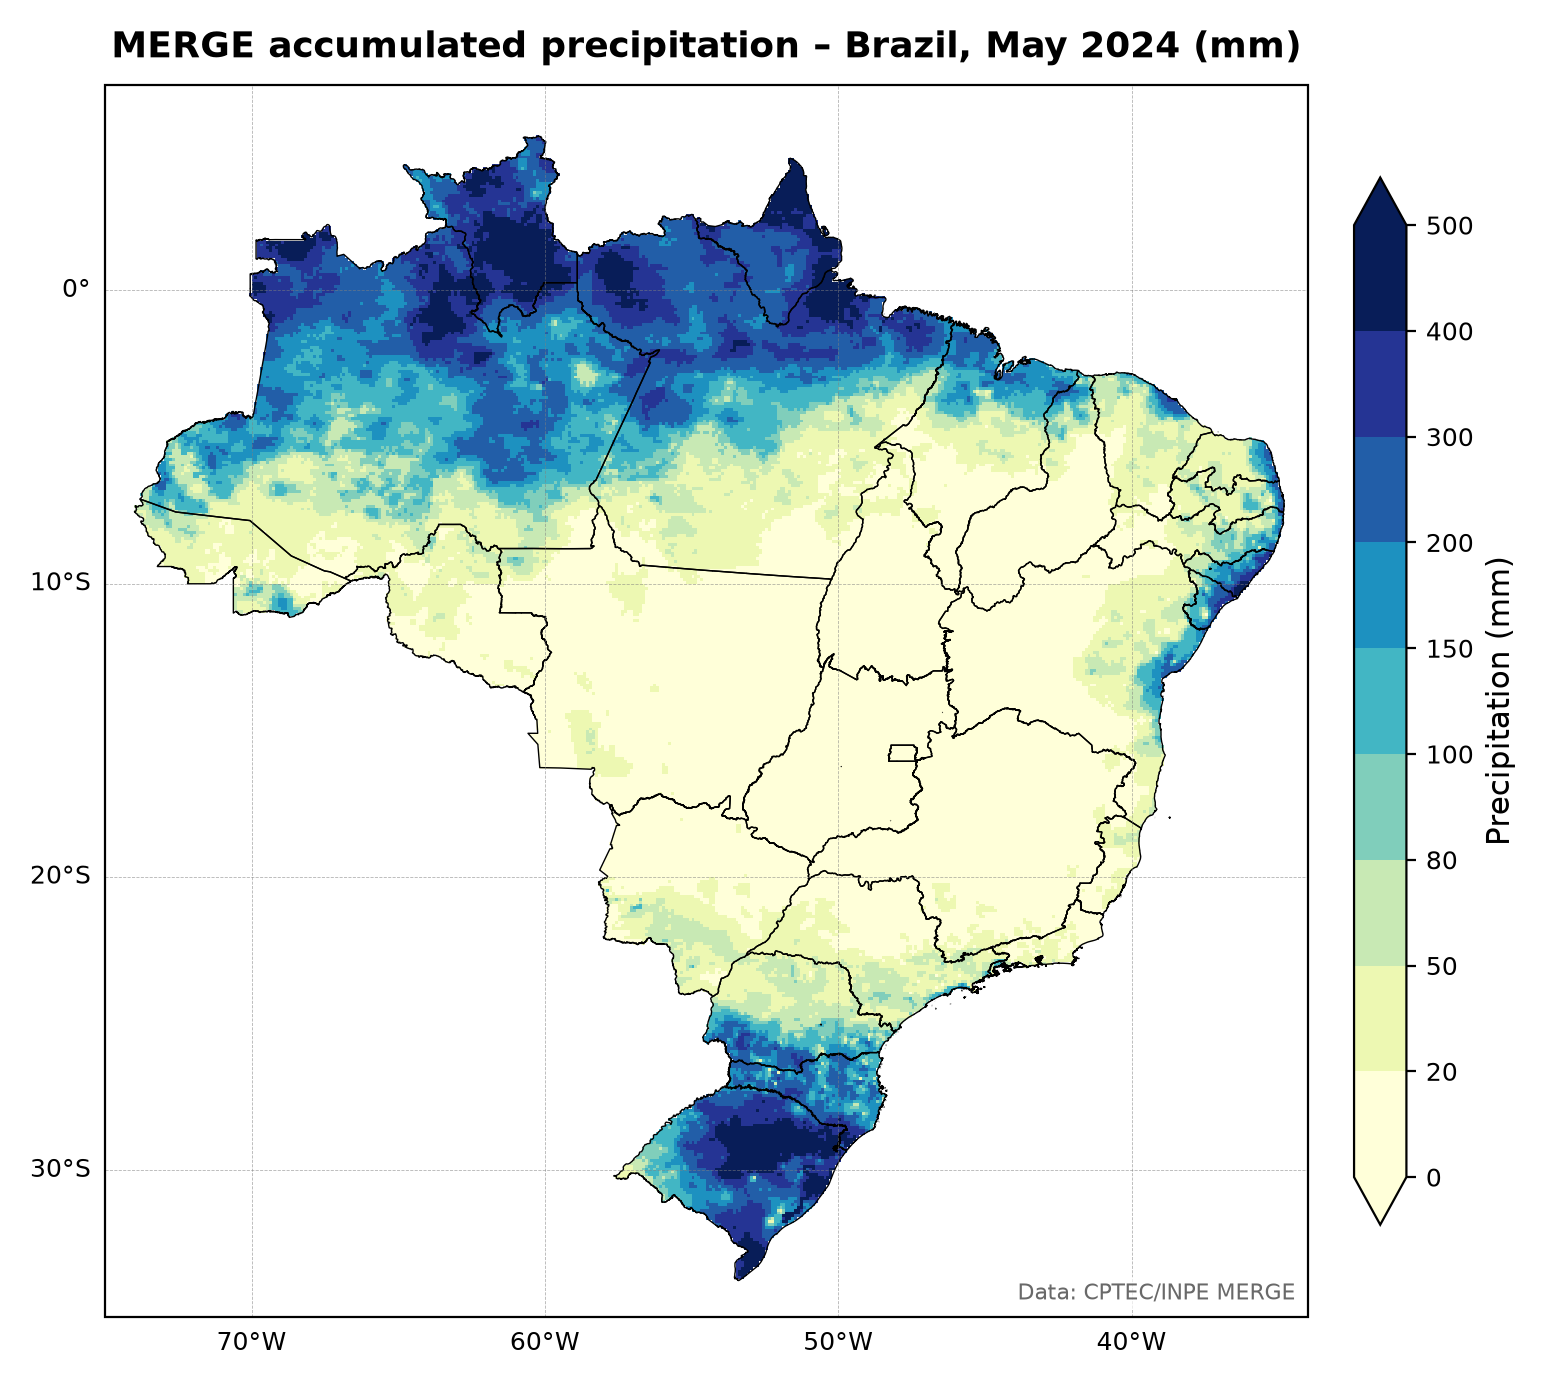 MERGE accumulated precipitation – Brazil, May 2024 (mm)
0°
10°S
20°S
30°S
70°W
60°W
50°W
40°W
500
400
300
200
150
100
80
50
20
0
Precipitation (mm)
Data: CPTEC/INPE MERGE